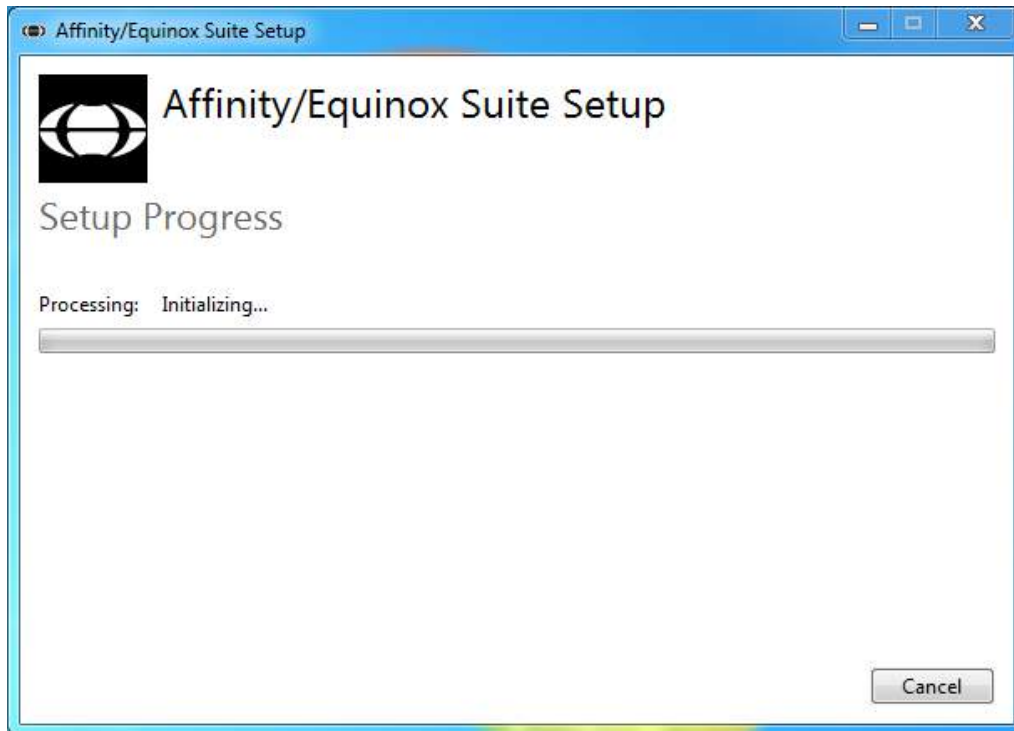 Affinity/Equinox Suite Setup
Affinity/Equinox Suite Setup
Setup Progress
Processing: Initializing...
Cancel